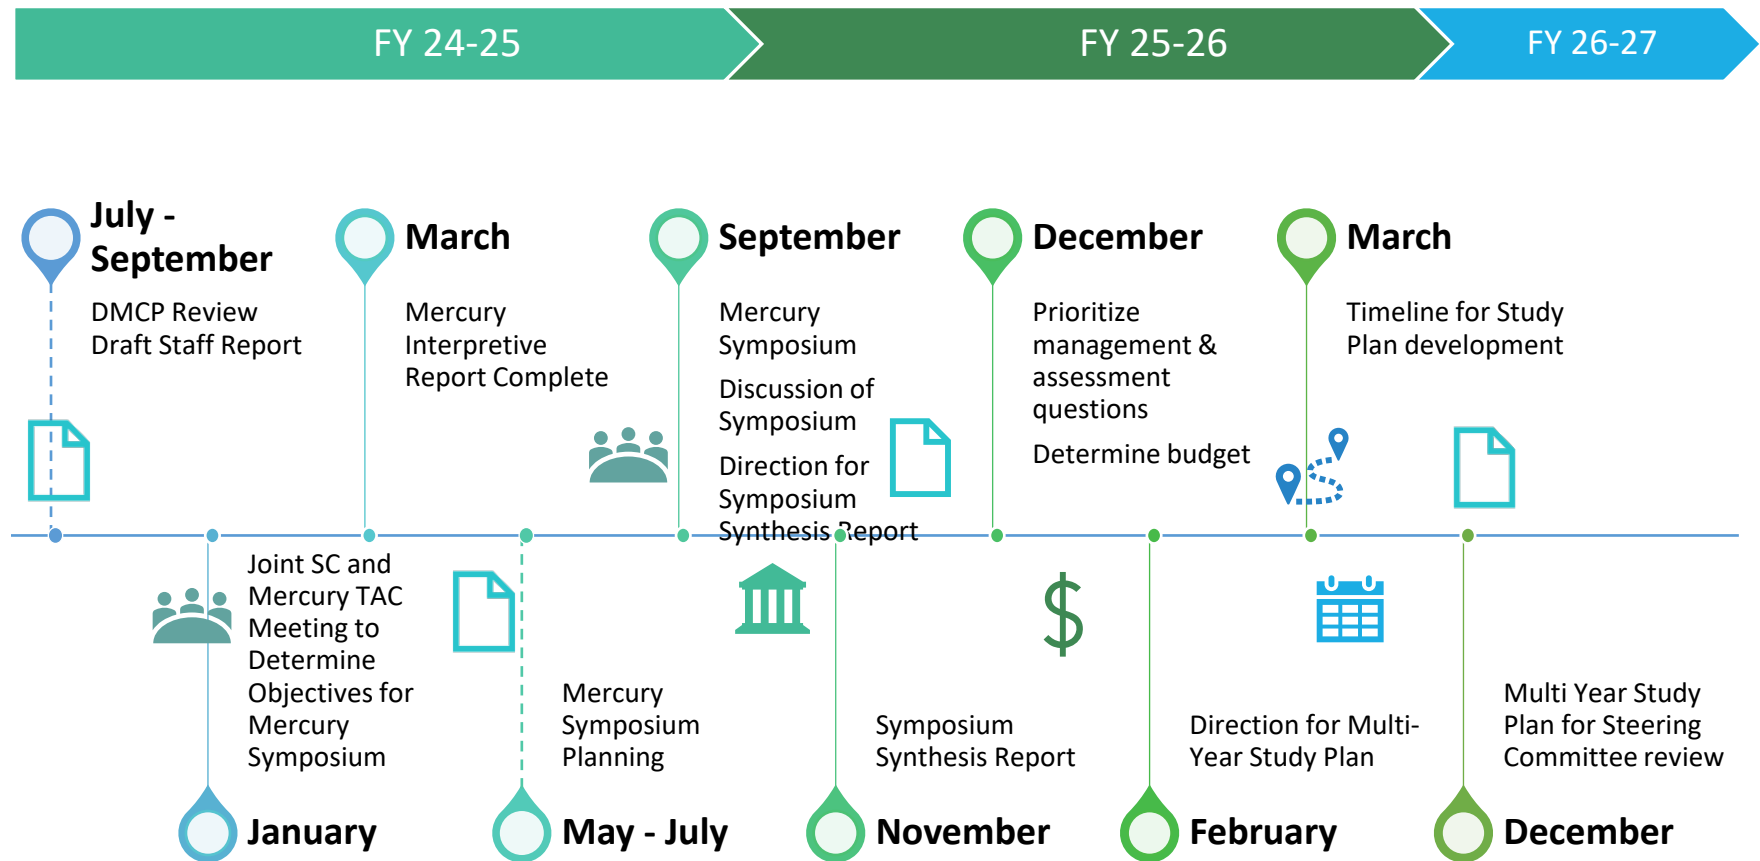 FY 24-25
FY 25-26
FY 26-27
July -
September
DMCP Review
Draft Staff Report
March
Mercury
Interpretive
Report Complete
September
Mercury
Symposium
Discussion of
Symposium
Direction for
Symposium
Synthesis Report
December
Prioritize
management &
assessment
questions
Determine budget
March
Timeline for Study
Plan development
Joint SC and
Mercury TAC
Meeting to
Determine
Objectives for
Mercury
Symposium
January
Mercury
Symposium
Planning
May - July
Symposium
Synthesis Report
November
Direction for Multi-
Year Study Plan
February
Multi Year Study
Plan for Steering
Committee review
December